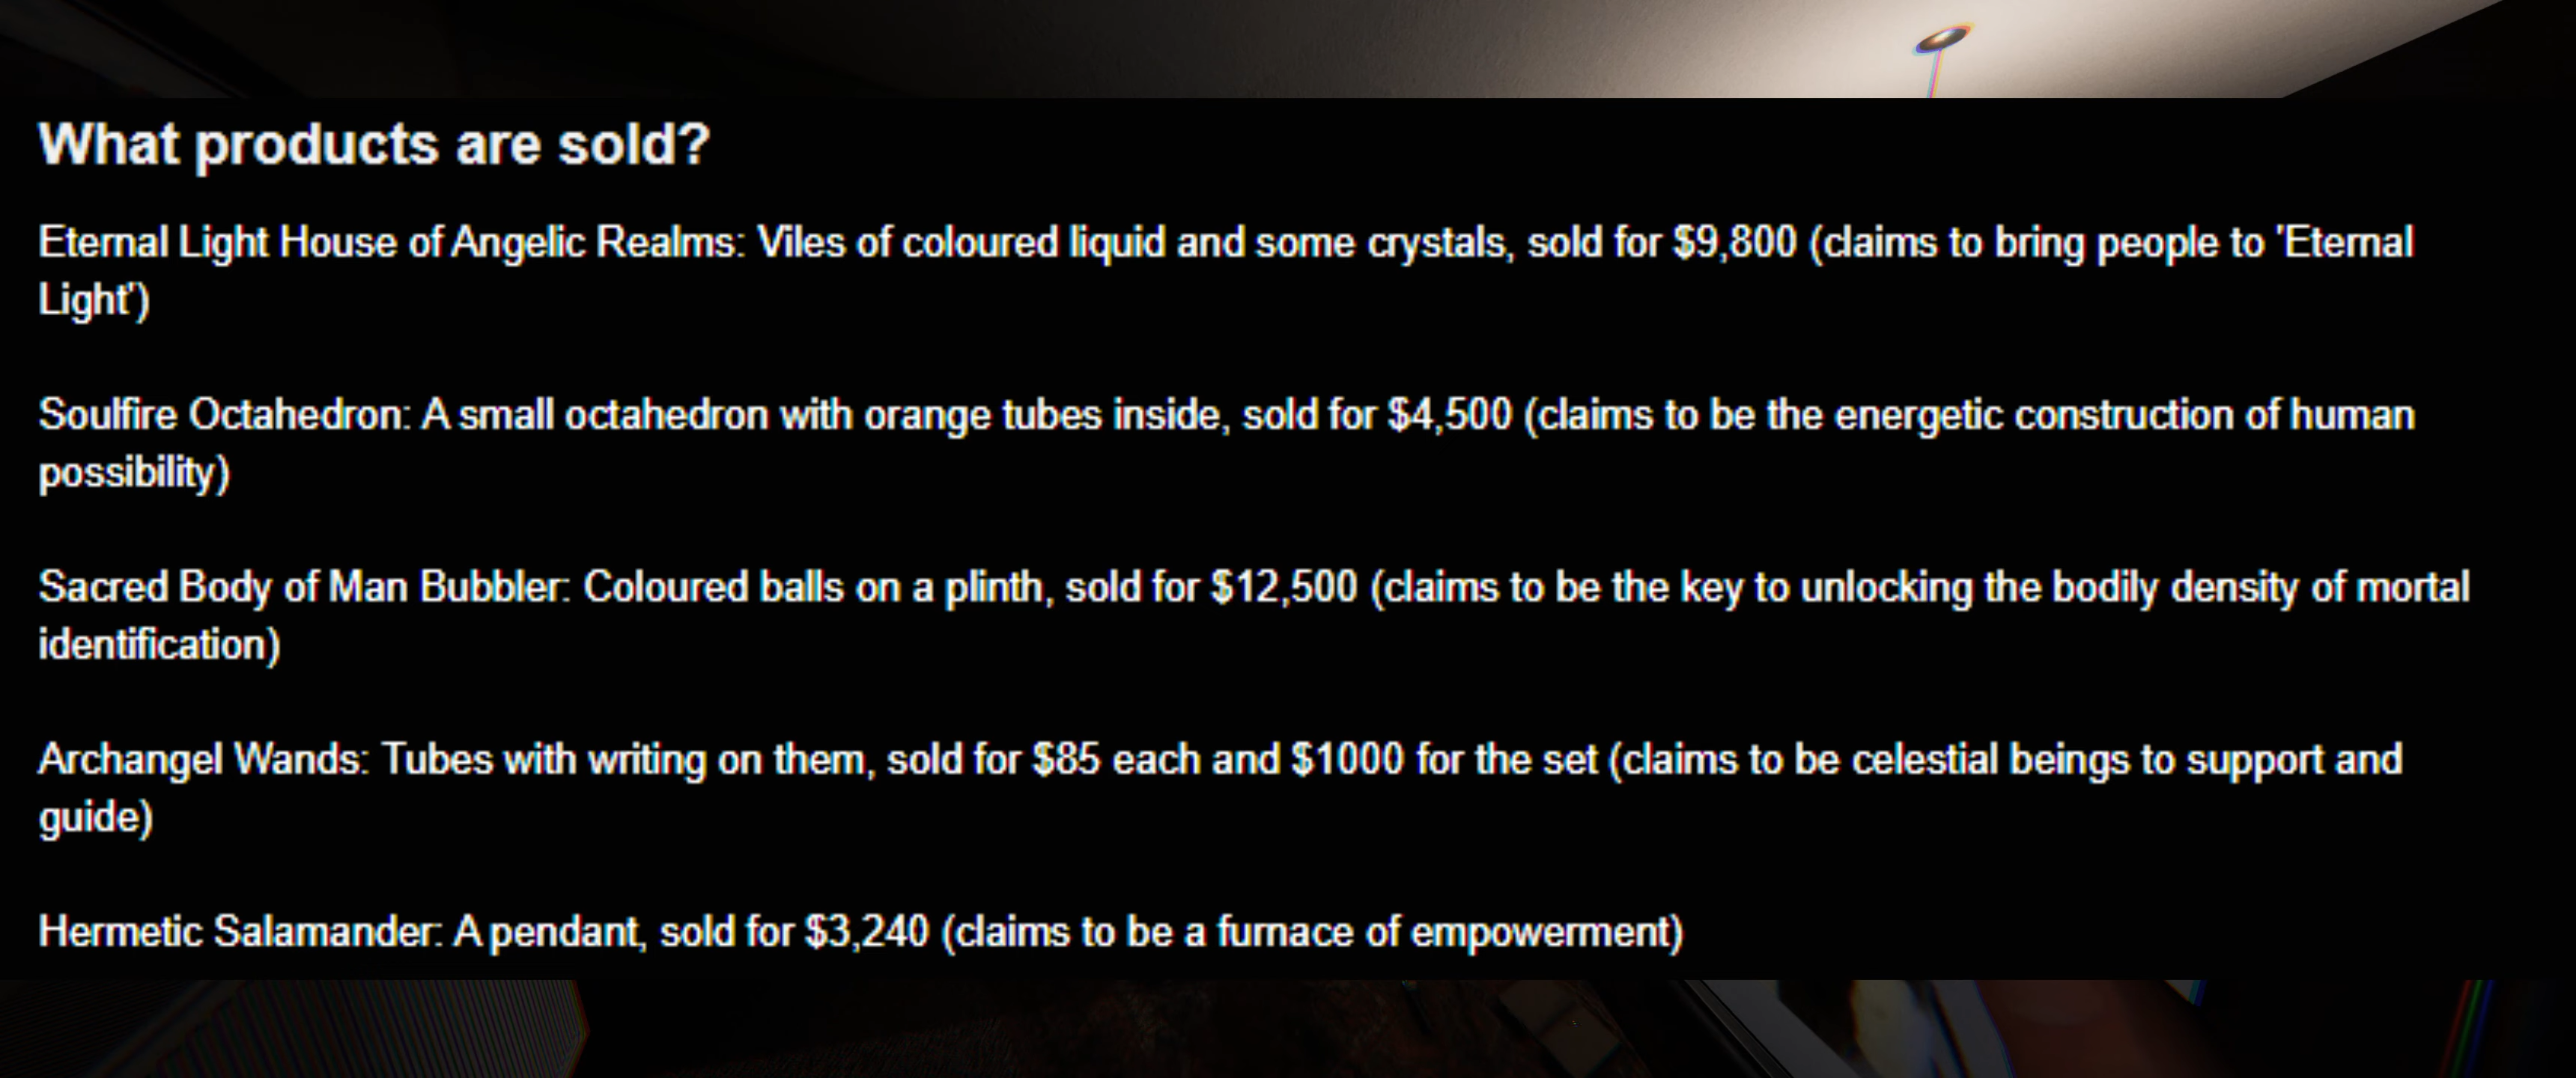 What products are sold?
Eternal Light House of Angelic Realms: Viles of coloured liquid and some crystals, sold for $9,800 (claims to bring people to 'Eternal
Light')
Soulfire Octahedron: A small octahedron with orange tubes inside, sold for $4,500 (claims to be the energetic construction of human
possibility)
Sacred Body of Man Bubbler: Coloured balls on a plinth, sold for $12,500 (claims to be the key to unlocking the bodily density of mortal
identification)
Archangel Wands: Tubes with writing on them, sold for $85 each and $1000 for the set (claims to be celestial beings to support and
guide)
Hermetic Salamander: A pendant, sold for $3,240 (claims to be a furnace of empowerment)